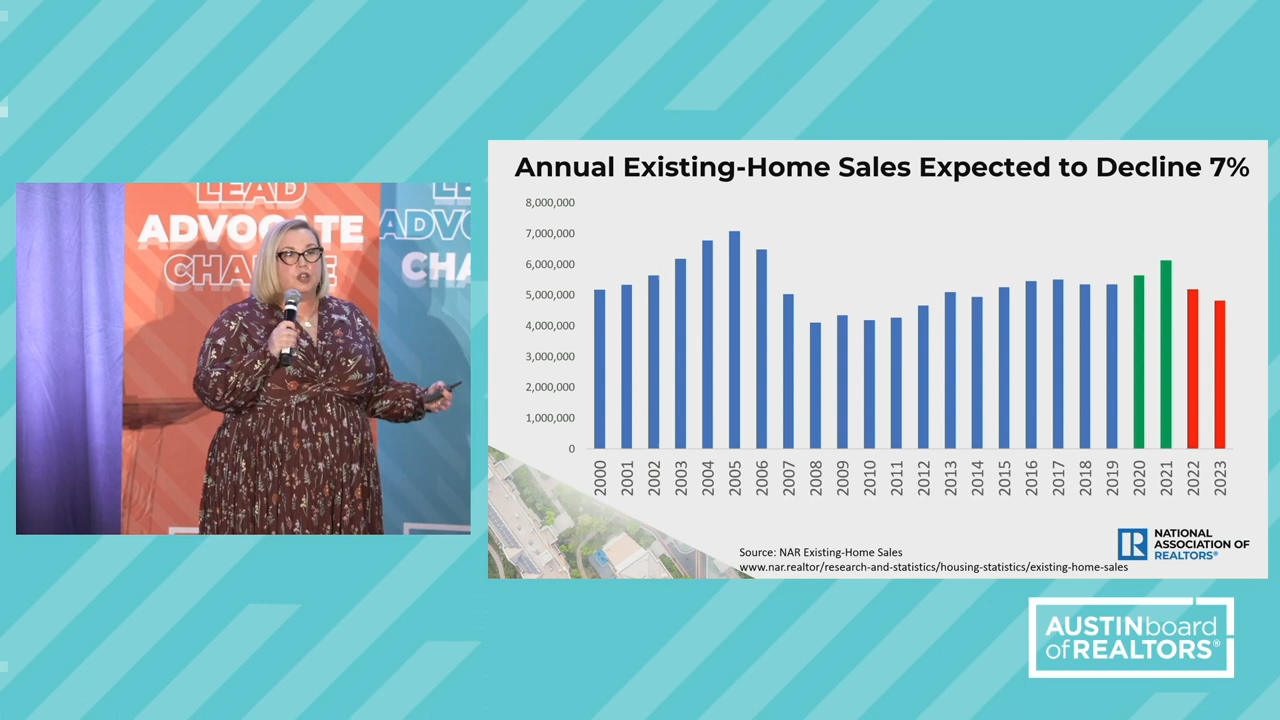 LEAD
ADVOCATE
LE
ADVO
CHA
Annual Existing-Home Sales Expected to Decline 7%
8,000,000
7,000,000
6,000,000
5,000,000
4,000,000
3,000,000
2,000,000
1,000,000
0
2000
2001
2002
2003
2004
2005
2006
2007
2008
2009
2010
2011
2012
2013
2014
2015
2016
2017
2018
2019
2020
2021
2022
2023
Source: NAR Existing-Home Sales
www.nar.realtor/research-and-statistics/housing-statistics/existing-home-sales
NATIONAL
ASSOCIATION OF
REALTORS®
AUSTINboard
ofREALTORS®